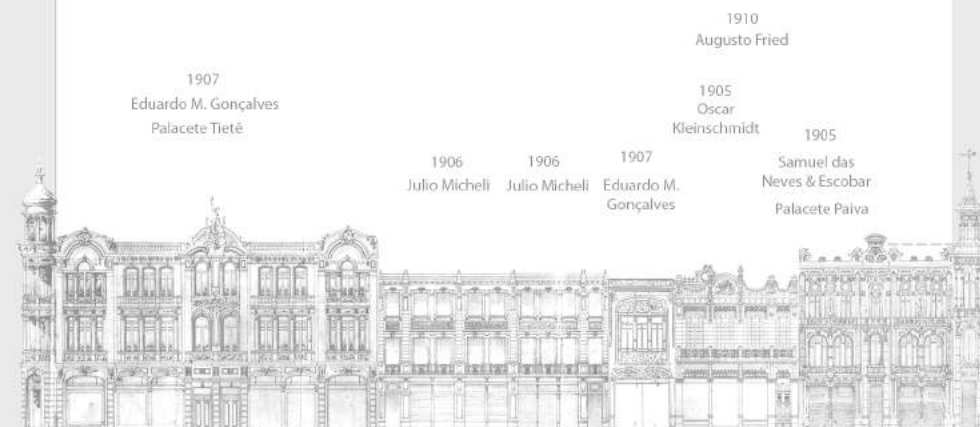 1907
Eduardo M. Gonçalves
Palacete Tietê
1906
Julio Micheli
1906
Julio Micheli
1907
Eduardo M.
Gonçalves
1910
Augusto Fried
1905
Oscar
Kleinschmidt
1905
Samuel das
Neves & Escobar
Palacete Paiva